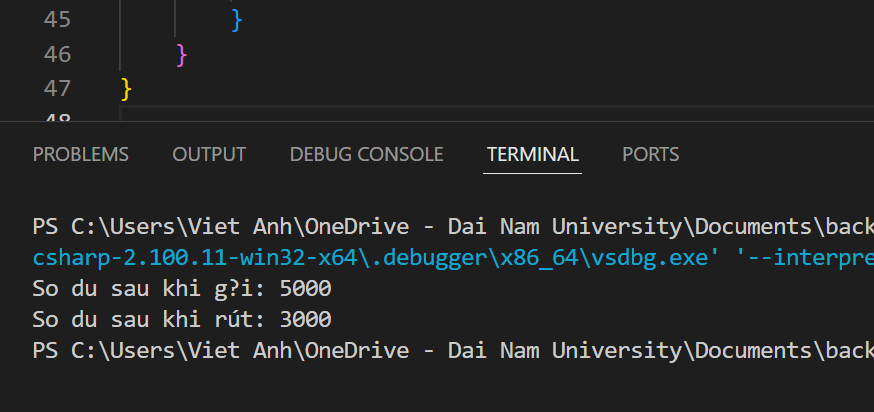 45 }
46 }
47 }
48
PROBLEMS OUTPUT DEBUG CONSOLE TERMINAL PORTS
PS C:\Users\Viet Anh\OneDrive - Dai Nam University\Documents\back
csharp-2.100.11-win32-x64\.debugger\x86_64\vsdbg.exe' '--interpre
So du sau khi g?i: 5000
So du sau khi rút: 3000
PS C:\Users\Viet Anh\OneDrive - Dai Nam University\Documents\back